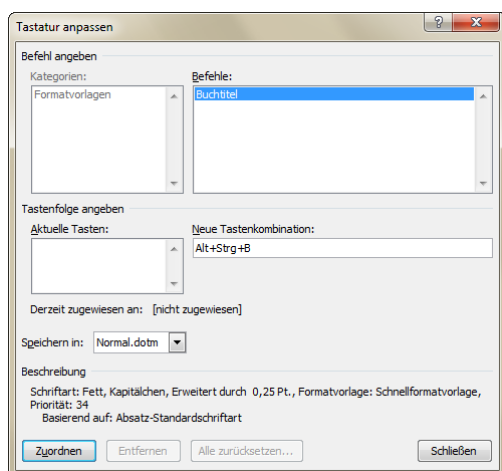 Tastatur anpassen
Befehl angeben
Kategorien:
Befehle:
Formatvorlagen
Buchtitel
Tastenfolge angeben
Aktuelle Tasten:
Neue Tastenkombination:
Alt+Strg+B
Derzeit zugewiesen an: [nicht zugewiesen]
Speichern in: Normal.dotm
Beschreibung
Schriftart: Fett, Kapitälchen, Erweitert durch 0,25 Pt., Formatvorlage: Schnellformatvorlage,
Priorität: 34
Basierend auf: Absatz-Standardschriftart
Zuordnen
Entfernen
Alle zurücksetzen...
Schließen